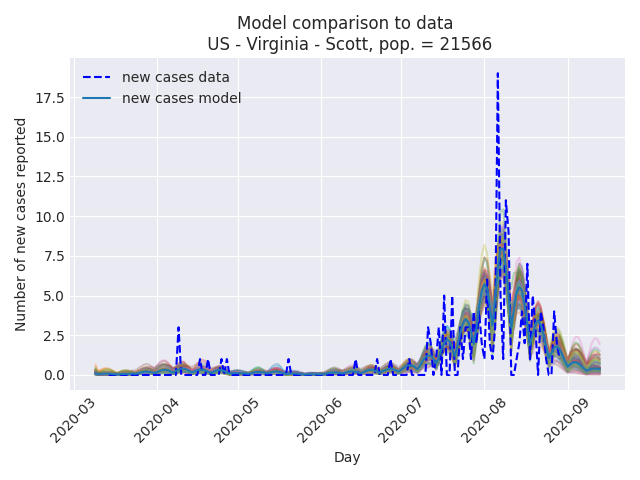 Model comparison to data
US - Virginia - Scott, pop. = 21566
new cases data
new cases model
Number of new cases reported
17.5
15.0
12.5
10.0
7.5
5.0
2.5
0.0
2020-03
2020-04
2020-05
2020-06
2020-07
2020-08
2020-09
Day